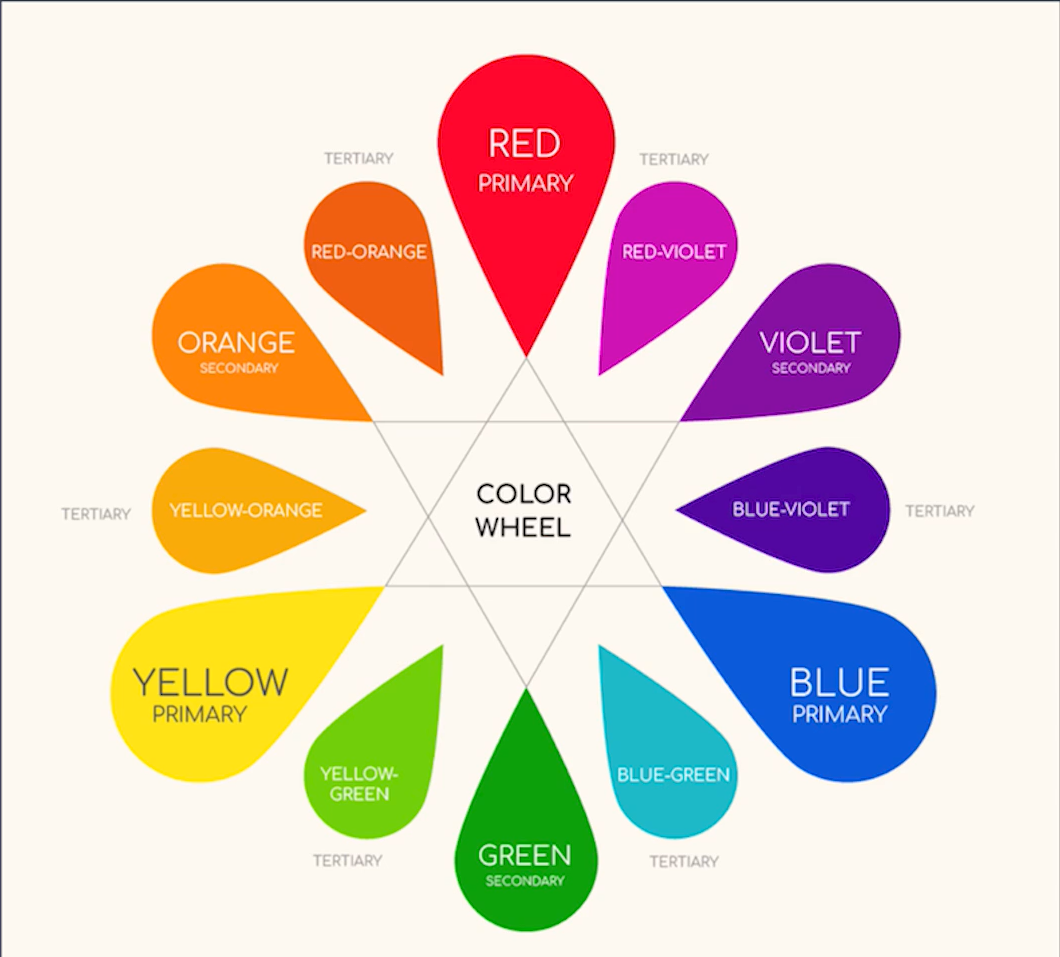 RED
PRIMARY
TERTIARY
TERTIARY
RED-ORANGE
RED-VIOLET
ORANGE
SECONDARY
VIOLET
SECONDARY
COLOR
WHEEL
TERTIARY
YELLOW-ORANGE
BLUE-VIOLET
TERTIARY
YELLOW
PRIMARY
BLUE
PRIMARY
YELLOW-
GREEN
BLUE-GREEN
TERTIARY
GREEN
SECONDARY
TERTIARY